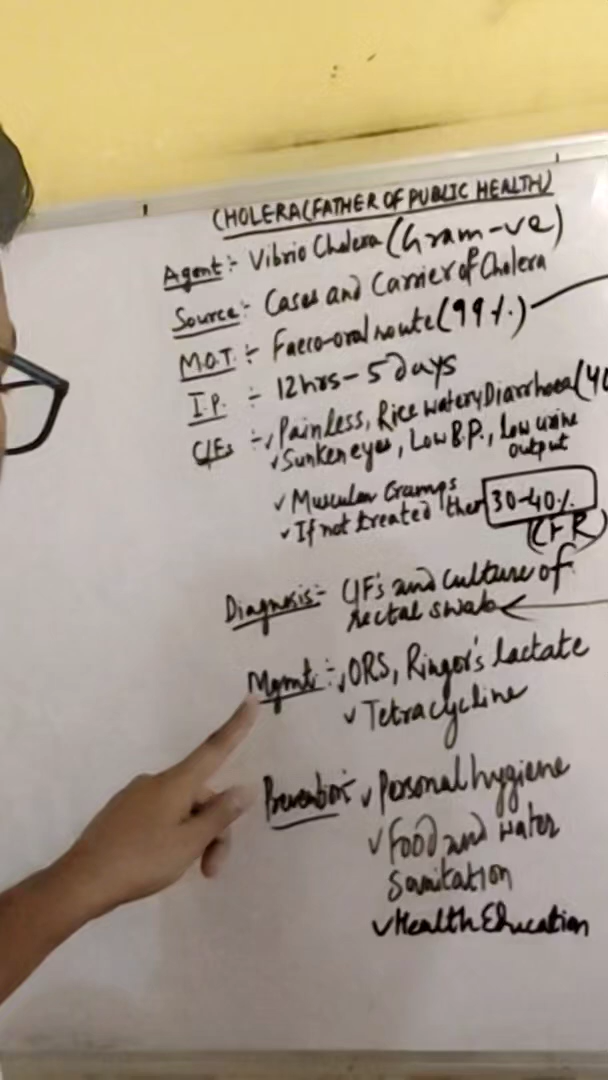 CHOLERA(FATHER OF PUBLIC HEALTH)
Agent:- Vibrio Cholera (Gram-ve)
Source:- Cases and Carrier of Cholera
M.O.T. :- Faeco-oral route (99%)
I.P. :- 12hrs-5days
C/Fs :- ✓Painless, Rice watery Diarrhoea (40
✓Sunken eyes, Low B.P., low urine
output
✓Muscular Cramps
✓If not treated then 30-40%
(CFR)
Diagnosis:- C/F's and culture of
rectal swab
Mgmt:- ✓ORS, Ringer's lactate
✓Tetracycline
Prevention:- ✓Personal hygiene
✓Food and water
Sanitation
✓Health Education